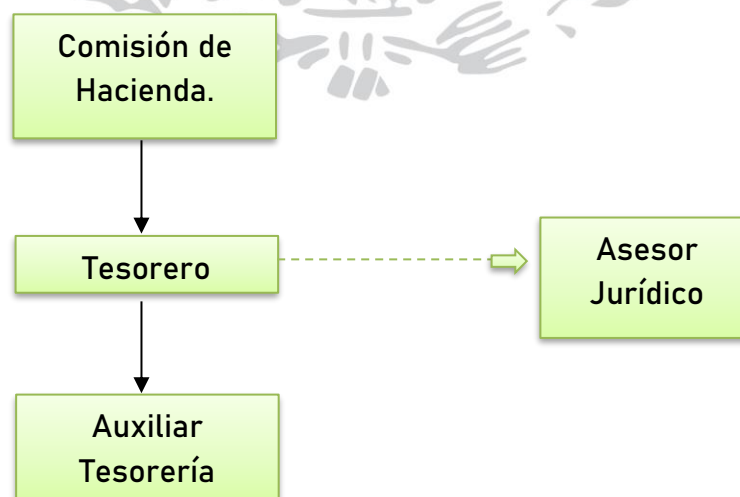 Comisión de
Hacienda.
Tesorero
Asesor
Jurídico
Auxiliar
Tesorería